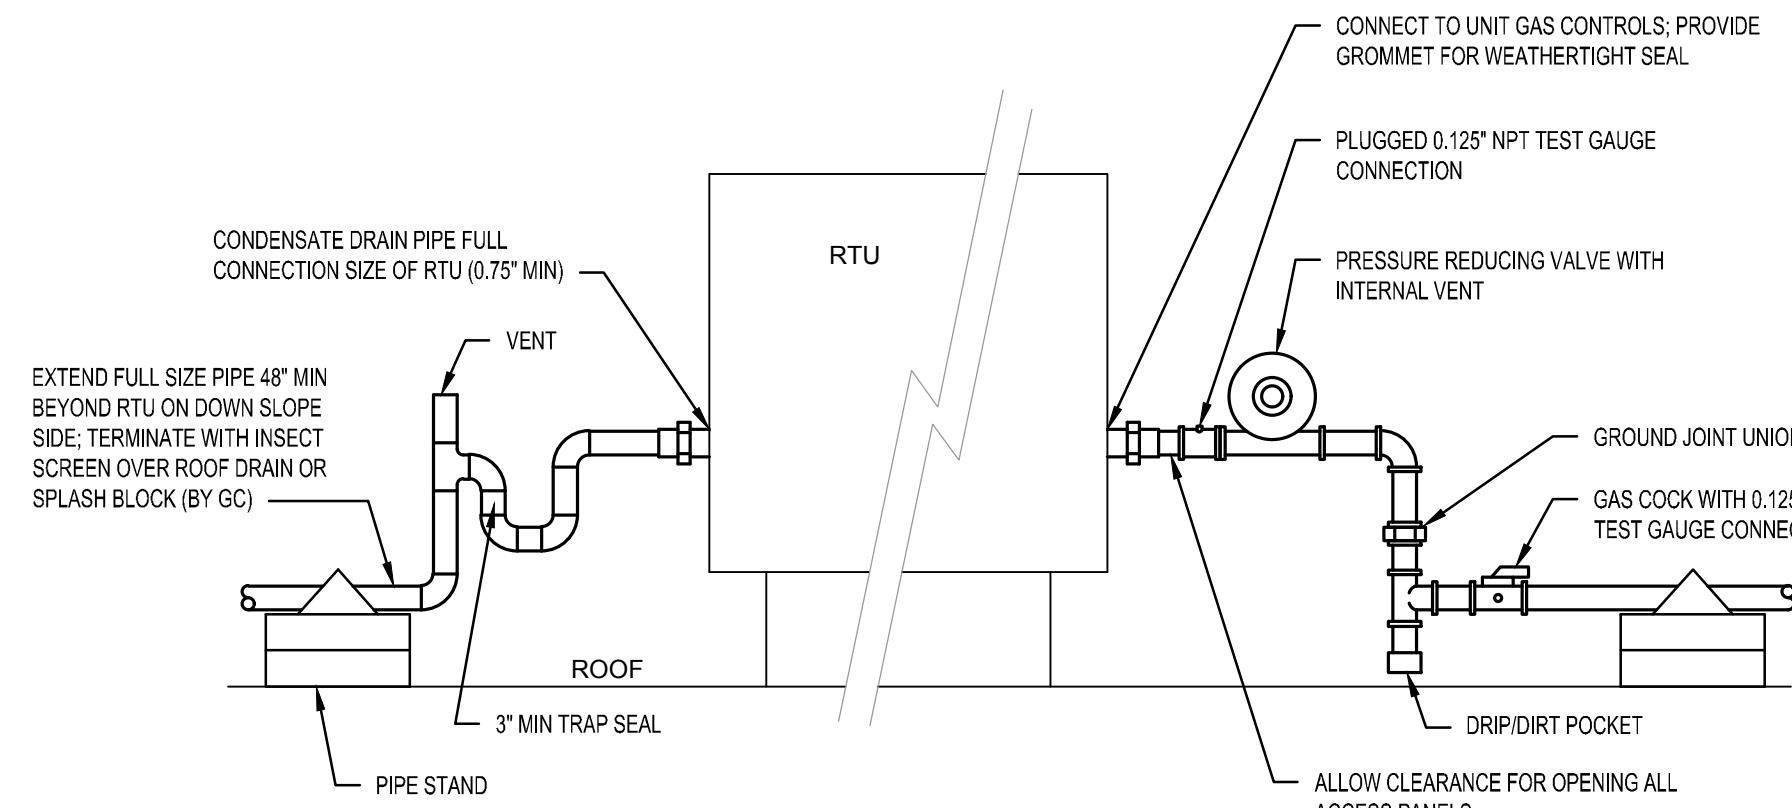 CONNECT TO UNIT GAS CONTROLS; PROVIDE
GROMMET FOR WEATHERTIGHT SEAL
PLUGGED 0.125" NPT TEST GAUGE
CONNECTION
RTU
PRESSURE REDUCING VALVE WITH
INTERNAL VENT
CONDENSATE DRAIN PIPE FULL
CONNECTION SIZE OF RTU (0.75" MIN)
VENT
EXTEND FULL SIZE PIPE 48" MIN
BEYOND RTU ON DOWN SLOPE
SIDE; TERMINATE WITH INSECT
SCREEN OVER ROOF DRAIN OR
SPLASH BLOCK (BY GC)
GROUND JOINT
GAS COCK WITH 0.125
TEST GAUGE
ROOF
3" MIN TRAP SEAL
PIPE STAND
DRIP/DIRT POCKET
ALLOW CLEARANCE FOR OPENING ALL